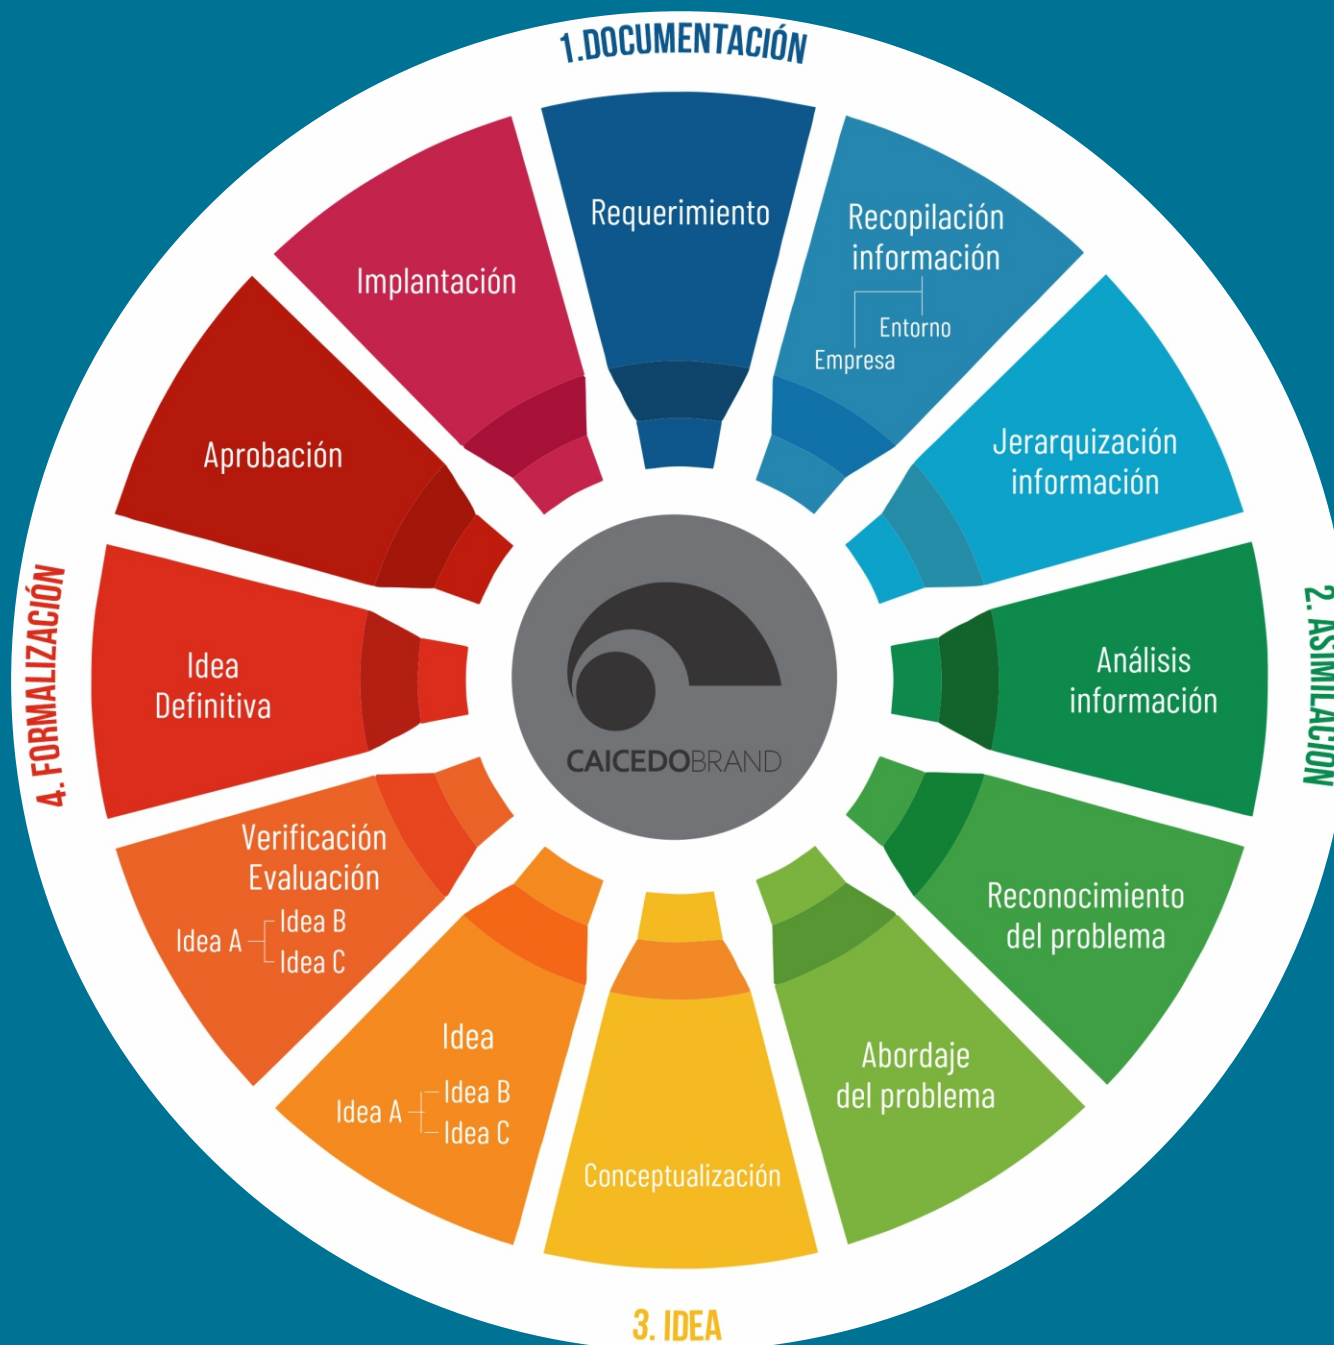 1.DOCUMENTACIÓN
Requerimiento
Recopilación
información
Entorno
Empresa
Jerarquización
información
2. ASIMILACIÓN
Análisis
información
Reconocimiento
del problema
Abordaje
del problema
3. IDEA
Conceptualización
Idea
Idea A
Idea B
Idea C
Verificación
Evaluación
Idea A
Idea B
Idea C
4. FORMALIZACIÓN
Idea
Definitiva
Aprobación
Implantación
CAICEDOBRAND